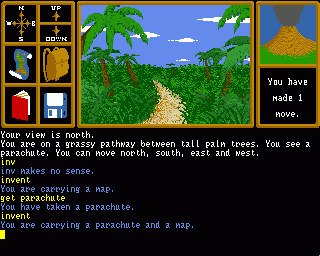 N
W
E
S
UP
DOWN
You have
made 1
move.
Your view is north.
You are on a grassy pathway between tall palm trees. You see a
parachute. You can move north, south, east and west.
inv
inv makes no sense.
invent
You are carrying a map.
get parachute
You have taken a parachute.
invent
You are carrying a parachute and a map.